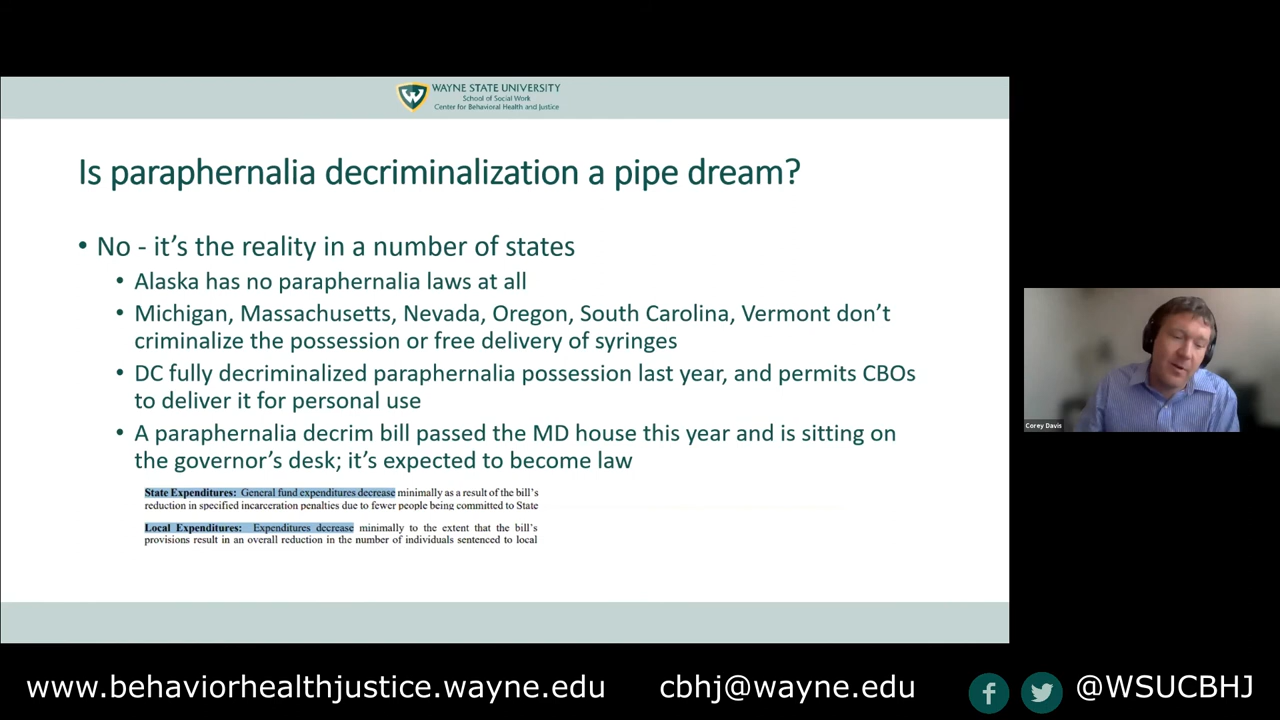 WAYNE STATE UNIVERSITY
School of Social Work
Center for Behavioral Health and Justice
Is paraphernalia decriminalization a pipe dream?
• No - it’s the reality in a number of states
• Alaska has no paraphernalia laws at all
• Michigan, Massachusetts, Nevada, Oregon, South Carolina, Vermont don’t
criminalize the possession or free delivery of syringes
• DC fully decriminalized paraphernalia possession last year, and permits CBOs
to deliver it for personal use
• A paraphernalia decrim bill passed the MD house this year and is sitting on
the governor’s desk; it’s expected to become law
State Expenditures: General fund expenditures decrease minimally as a result of the bill’s
reduction in specified incarceration penalties due to fewer people being committed to State
Local Expenditures: Expenditures decrease minimally to the extent that the bill’s
provisions result in an overall reduction in the number of individuals sentenced to local
Corey Davis
www.behaviorhealthjustice.wayne.edu cbhj@wayne.edu @WSUCBHJ